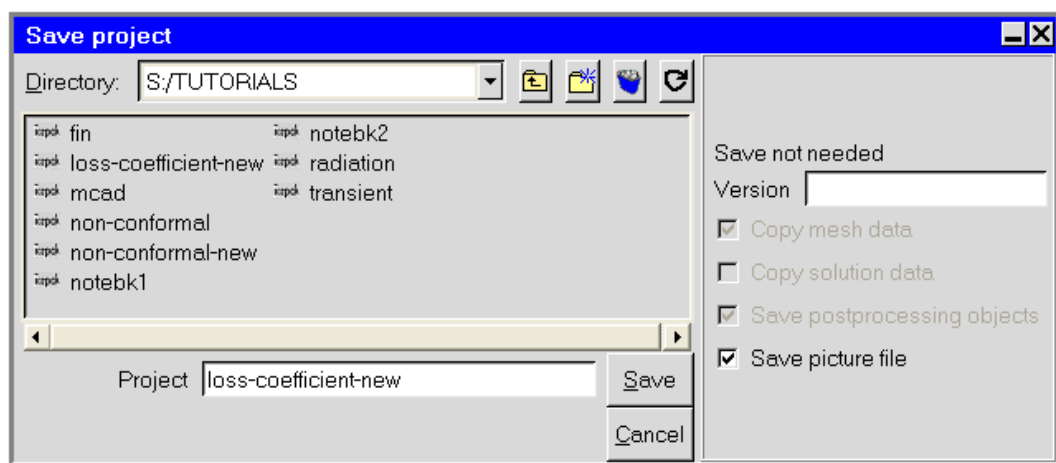 Save project
Directory: S:/TUTORIALS
fin notebk2
loss-coefficient-new radiation
mcad transient
non-conformal
non-conformal-new
notebk1
Project loss-coefficient-new Save
Cancel
Save not needed
Version
Copy mesh data
Copy solution data
Save postprocessing objects
Save picture file